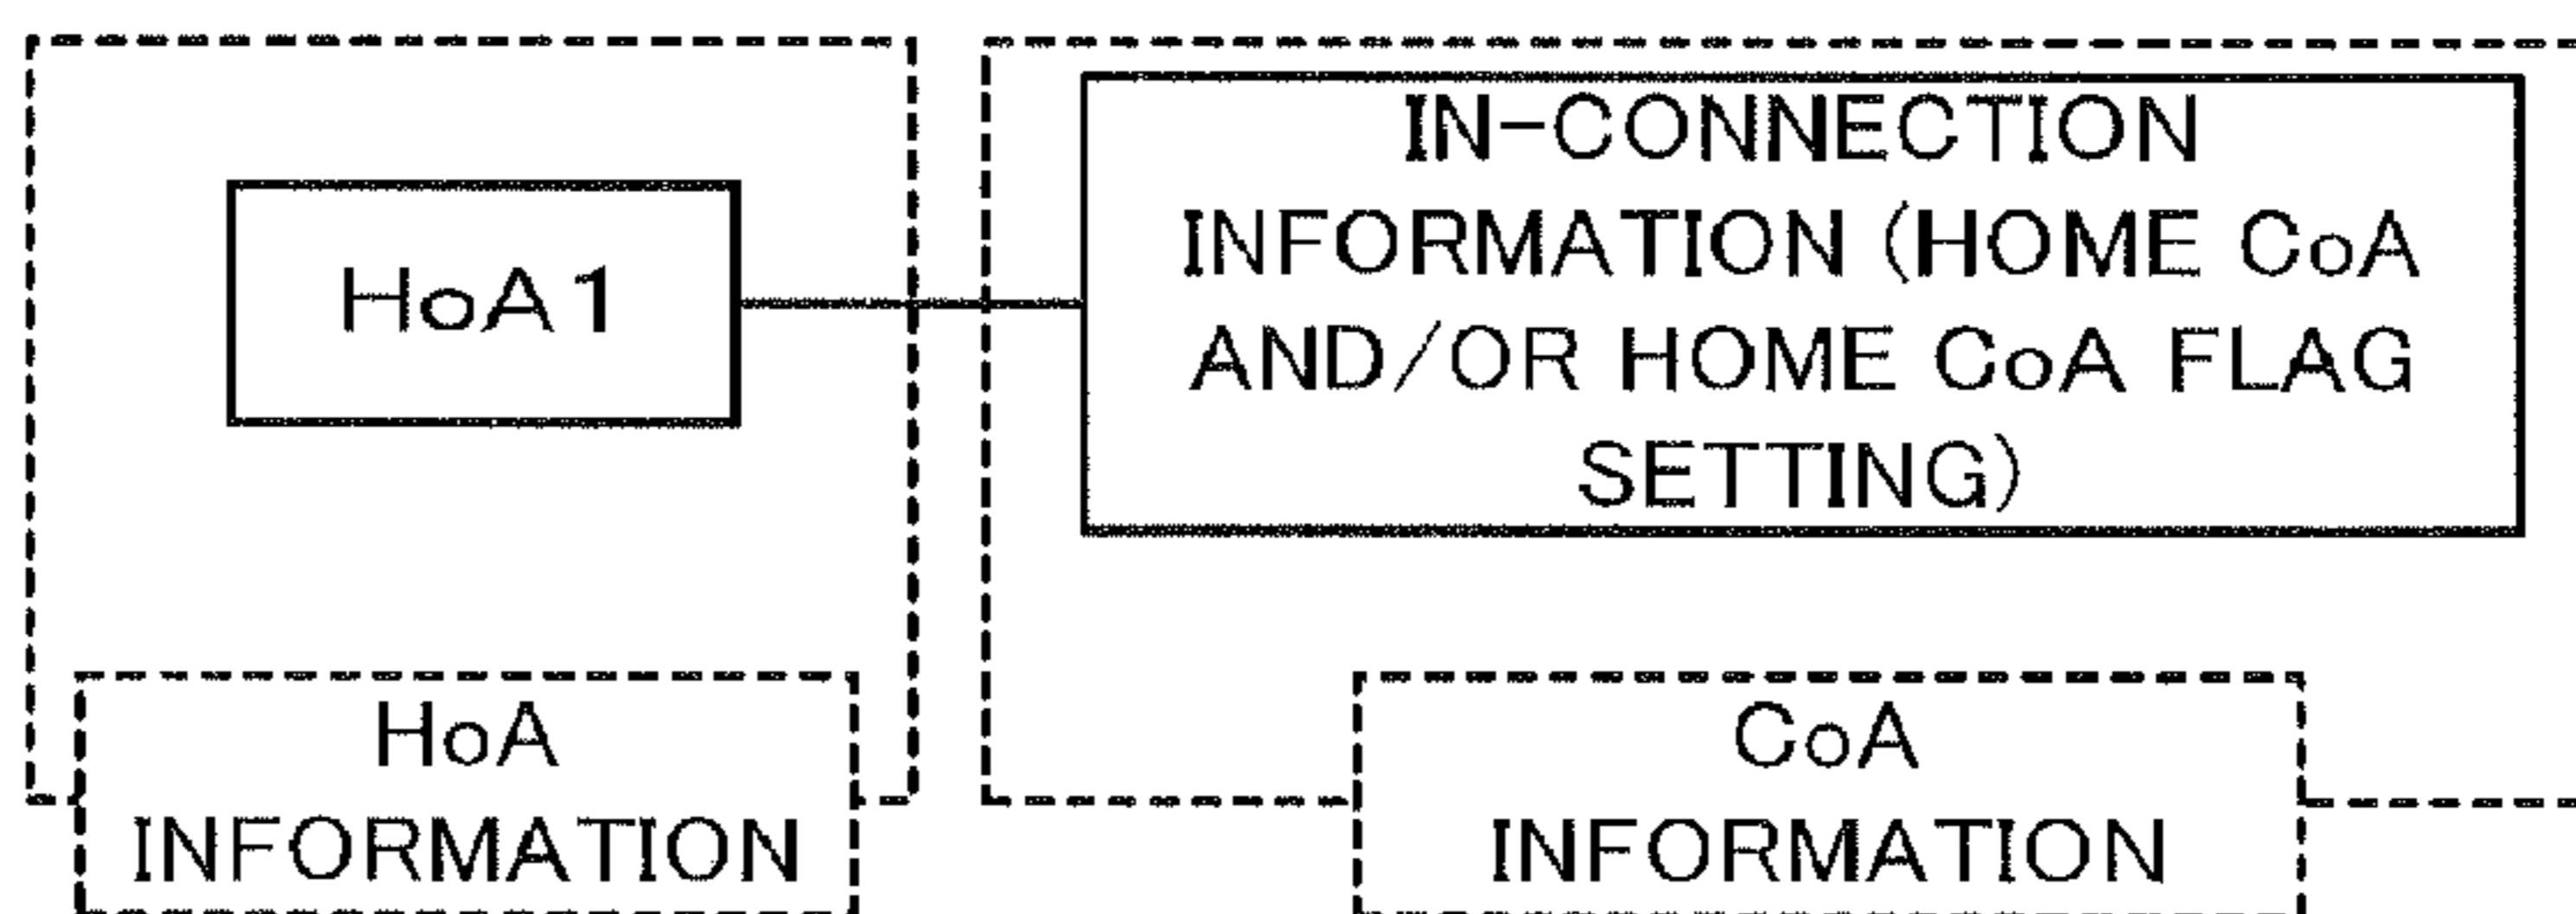 HoA1
IN-CONNECTION
INFORMATION (HOME CoA
AND/OR HOME CoA FLAG
SETTING)
HoA
INFORMATION
CoA
INFORMATION